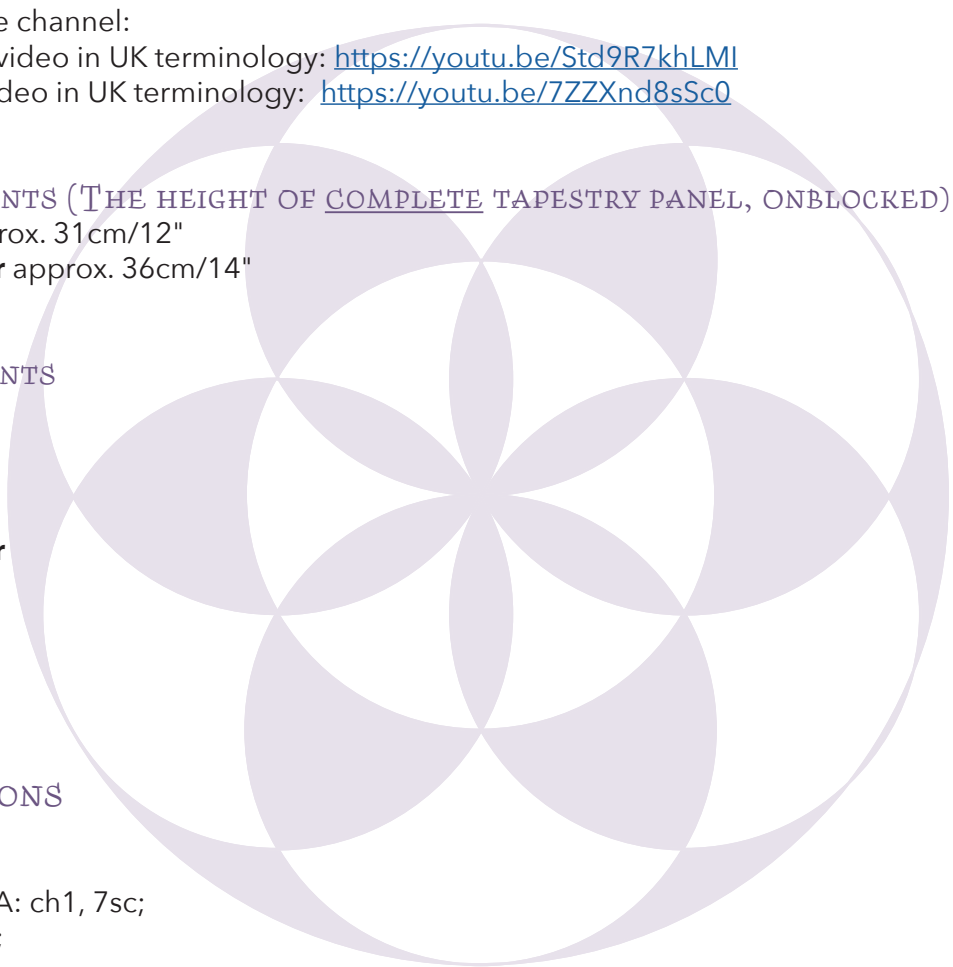 e channel:
video in UK terminology: https://youtu.be/Std9R7khLMI
deo in UK terminology: https://youtu.be/7ZZXnd8sSc0
NTS (THE HEIGHT OF COMPLETE TAPESTRY PANEL, ONBLOCKED)
rox. 31cm/12"
r approx. 36cm/14"
NTS
r
ONS
A: ch1, 7sc;
;